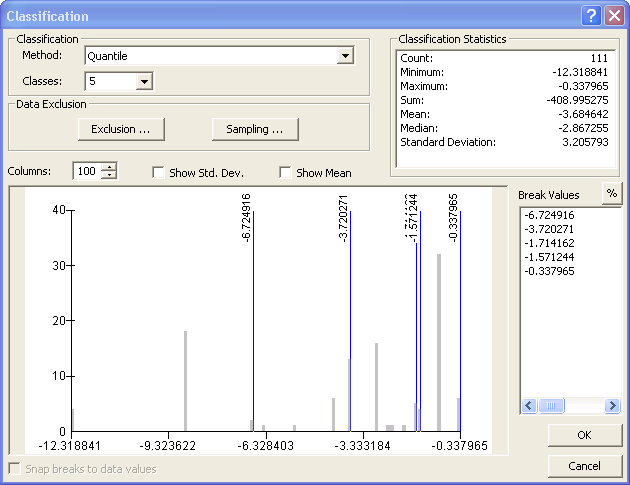 Classification
Classification
Method: Quantile
Classes: 5
Data Exclusion
Exclusion ...
Sampling ...
Classification Statistics
Count: 111
Minimum: -12.318841
Maximum: -0.337965
Sum: -408.995275
Mean: -3.684642
Median: -2.867255
Standard Deviation: 3.205793
Columns: 100
Show Std. Dev.
Show Mean
Break Values
%
-6.724916
-3.720271
-1.714162
-1.571244
-0.337965
-6.724916
-3.720271
-1.571244
-0.337965
40
30
20
10
0
-12.318841
-9.323622
-6.328403
-3.333184
-0.337965
Snap breaks to data values
OK
Cancel